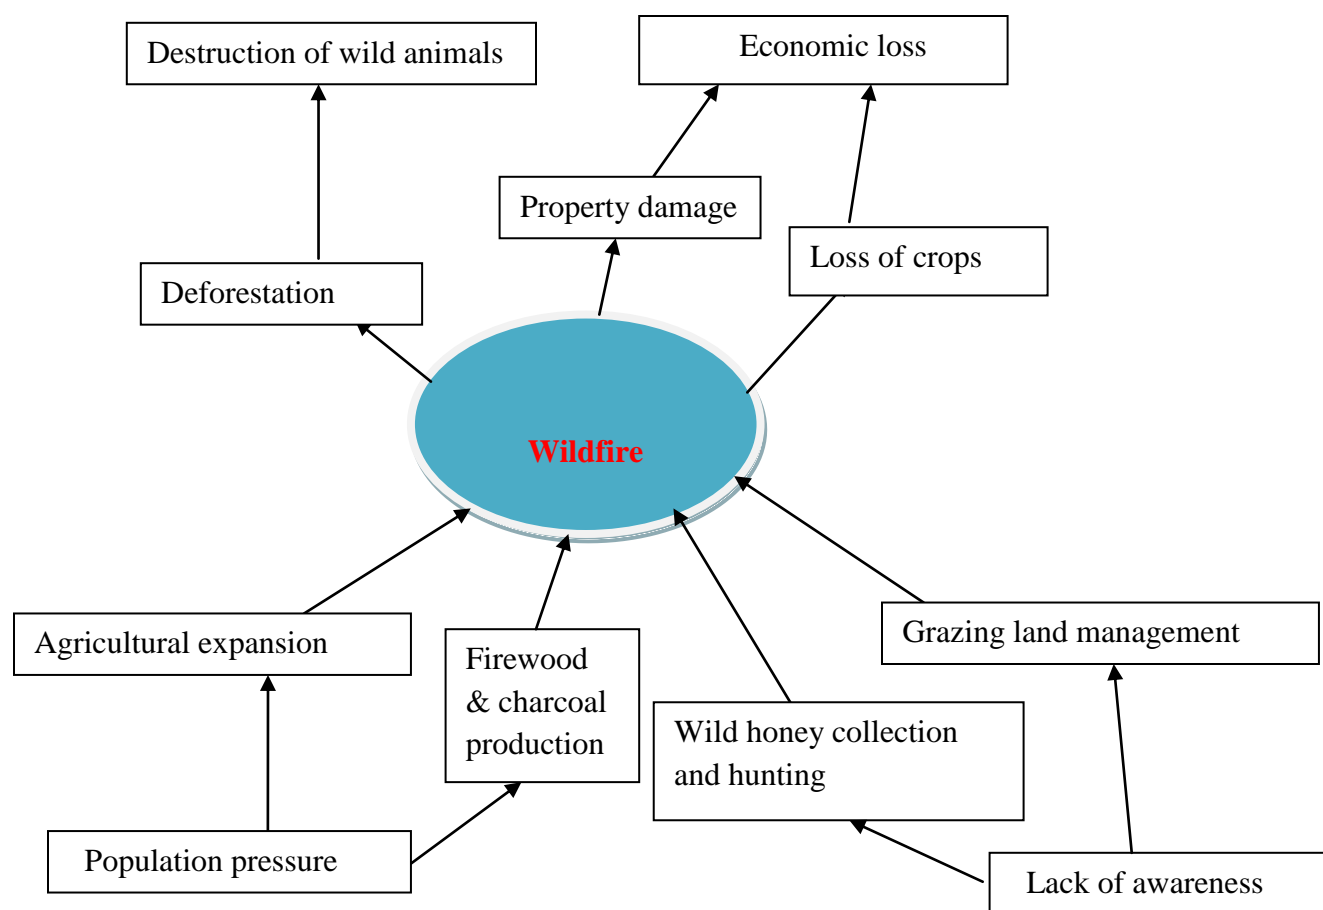 Destruction of wild animals
Economic loss
Property damage
Loss of crops
Deforestation
Wildfire
Agricultural expansion
Firewood
& charcoal
production
Grazing land management
Wild honey collection
and hunting
Population pressure
Lack of awareness